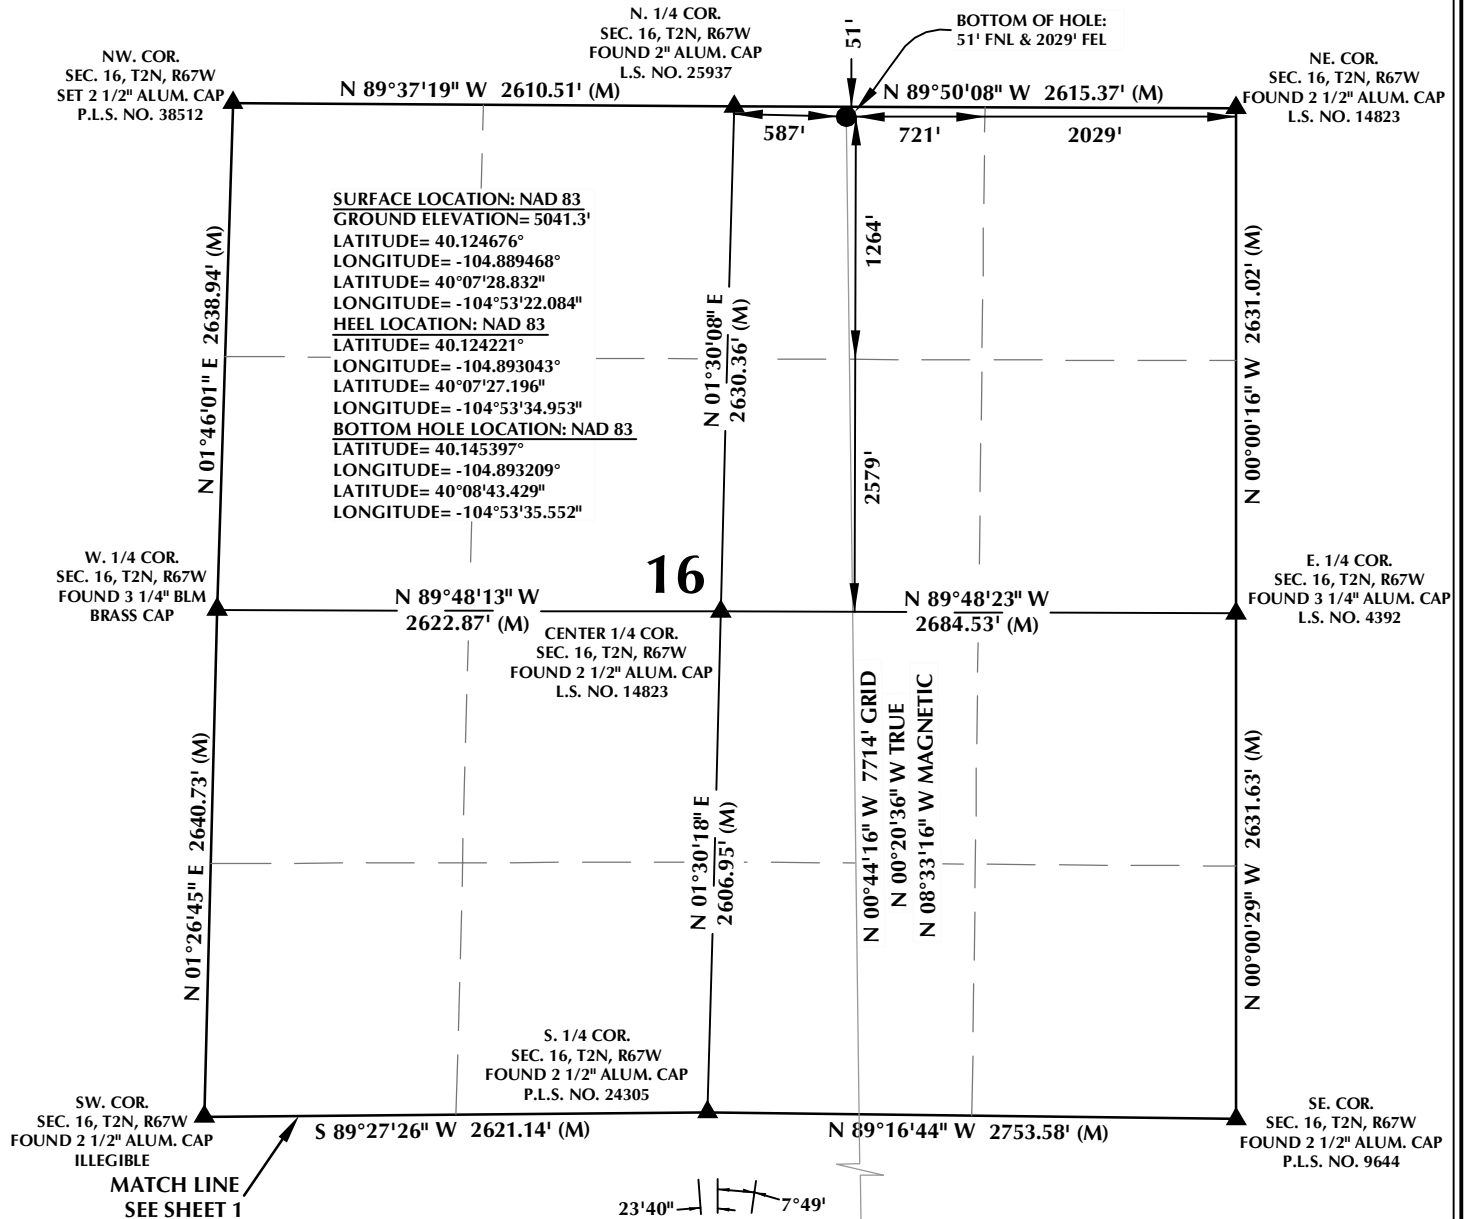 N. 1/4 COR.
SEC. 16, T2N, R67W
FOUND 2" ALUM. CAP
L.S. NO. 25937
51'
BOTTOM OF HOLE:
51' FNL & 2029' FEL
NW. COR.
SEC. 16, T2N, R67W
SET 2 1/2" ALUM. CAP
P.L.S. NO. 38512
NE. COR.
SEC. 16, T2N, R67W
FOUND 2 1/2" ALUM. CAP
L.S. NO. 14823
N 89°37'19" W 2610.51' (M)
N 89°50'08" W 2615.37' (M)
587'
721'
2029'
SURFACE LOCATION: NAD 83
GROUND ELEVATION= 5041.3'
LATITUDE= 40.124676°
LONGITUDE= -104.889468°
LATITUDE= 40°07'28.832"
LONGITUDE= -104°53'22.084"
HEEL LOCATION: NAD 83
LATITUDE= 40.124221°
LONGITUDE= -104.893043°
LATITUDE= 40°07'27.196"
LONGITUDE= -104°53'34.953"
BOTTOM HOLE LOCATION: NAD 83
LATITUDE= 40.145397°
LONGITUDE= -104.893209°
LATITUDE= 40°08'43.429"
LONGITUDE= -104°53'35.552"
N 01°46'01" E 2638.94' (M)
N 01°30'08" E
2630.36' (M)
1264'
2579'
N 00°00'16" W 2631.02' (M)
W. 1/4 COR.
SEC. 16, T2N, R67W
FOUND 3 1/4" BLM
BRASS CAP
16
E. 1/4 COR.
SEC. 16, T2N, R67W
FOUND 3 1/4" ALUM. CAP
L.S. NO. 4392
N 89°48'13" W
2622.87' (M)
N 89°48'23" W
2684.53' (M)
CENTER 1/4 COR.
SEC. 16, T2N, R67W
FOUND 2 1/2" ALUM. CAP
L.S. NO. 14823
N 01°26'45" E 2640.73' (M)
N 01°30'18" E
2606.95' (M)
N 00°44'16" W 7714' GRID
N 00°20'36" W TRUE
N 08°33'16" W MAGNETIC
N 00°00'29" W 2631.63' (M)
S. 1/4 COR.
SEC. 16, T2N, R67W
FOUND 2 1/2" ALUM. CAP
P.L.S. NO. 24305
SW. COR.
SEC. 16, T2N, R67W
FOUND 2 1/2" ALUM. CAP
ILLEGIBLE
SE. COR.
SEC. 16, T2N, R67W
FOUND 2 1/2" ALUM. CAP
P.L.S. NO. 9644
S 89°27'26" W 2621.14' (M)
N 89°16'44" W 2753.58' (M)
MATCH LINE
SEE SHEET 1
23'40"
7°49'